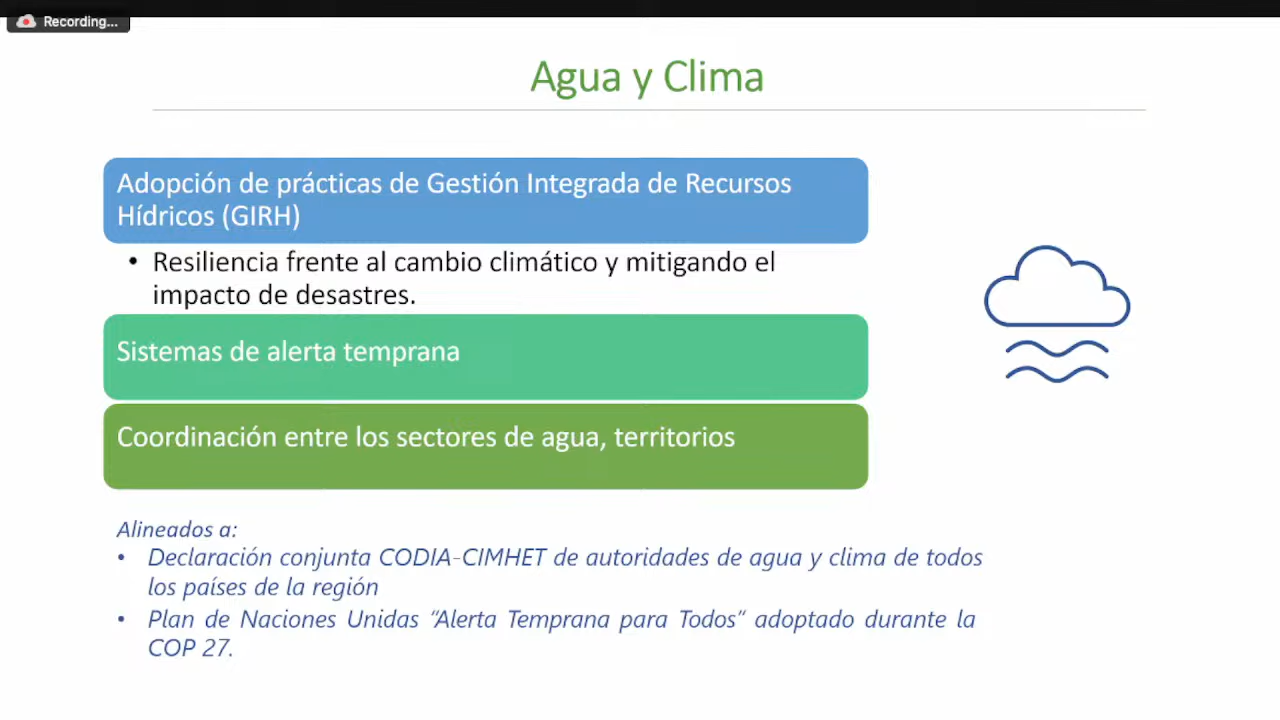 Recording...
Agua y Clima
Adopción de prácticas de Gestión Integrada de Recursos
Hídricos (GIRH)
• Resiliencia frente al cambio climático y mitigando el
impacto de desastres.
Sistemas de alerta temprana
Coordinación entre los sectores de agua, territorios
Alineados a:
• Declaración conjunta CODIA-CIMHET de autoridades de agua y clima de todos
los países de la región
• Plan de Naciones Unidas “Alerta Temprana para Todos” adoptado durante la
COP 27.